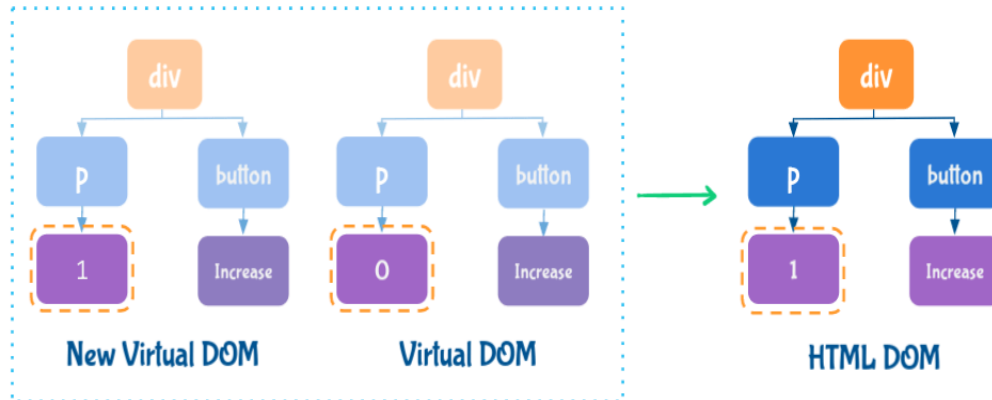 div
div
div
p
button
p
button
p
button
1
Increase
0
Increase
1
Increase
New Virtual DOM
Virtual DOM
HTML DOM